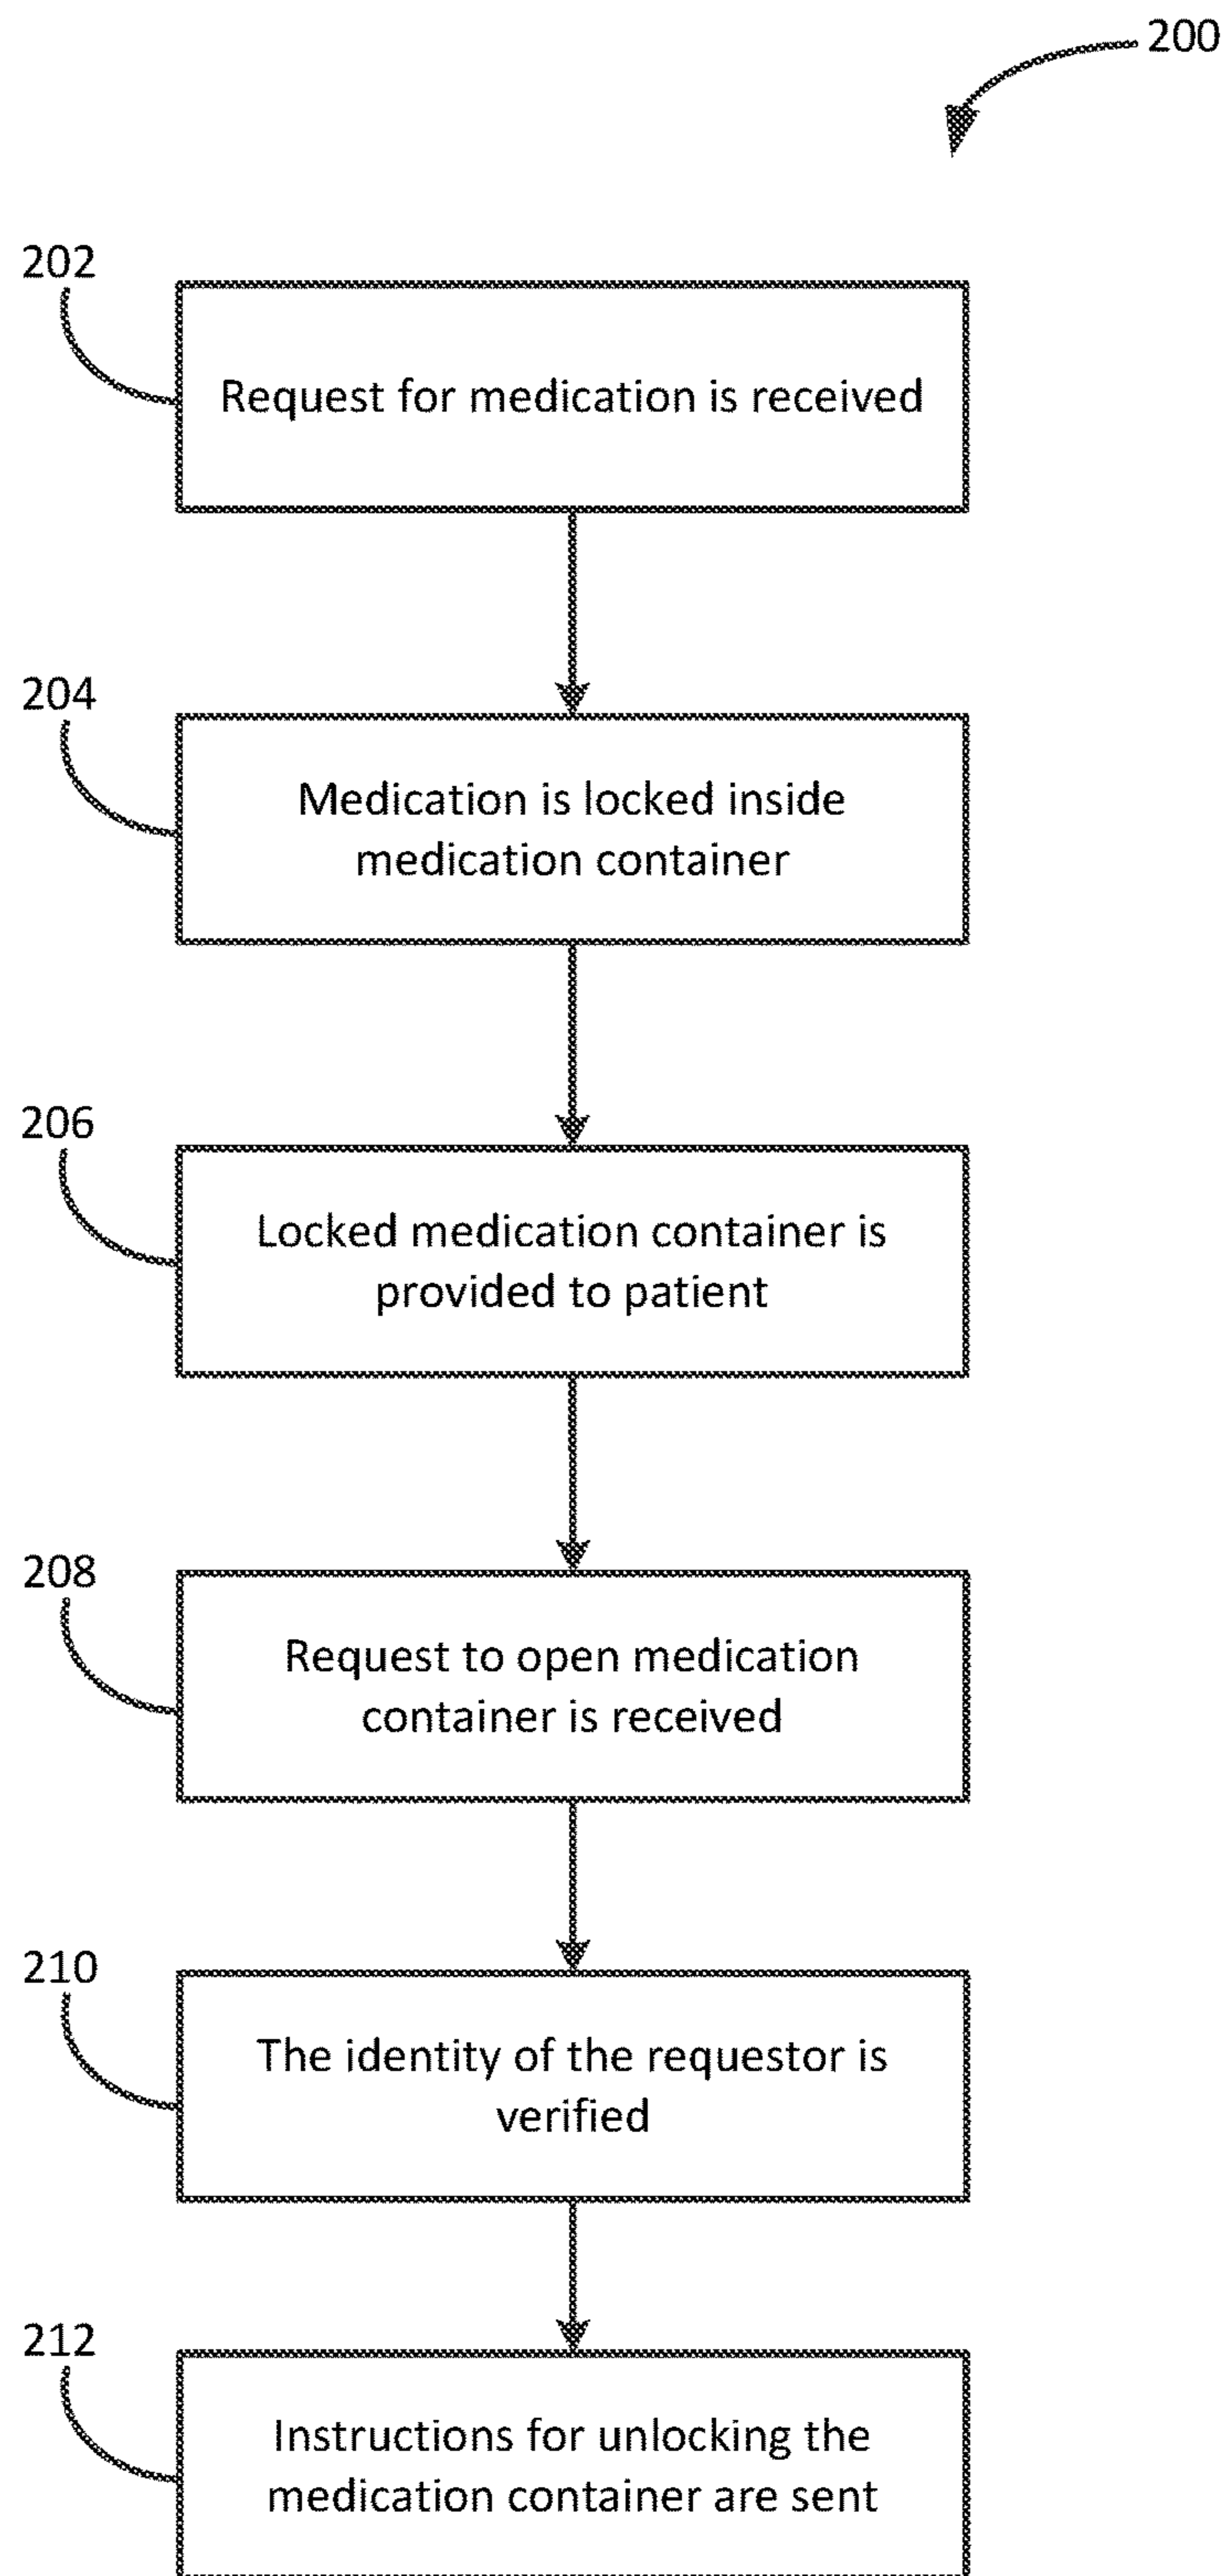 200
202
Request for medication is received
204
Medication is locked inside
medication container
206
Locked medication container is
provided to patient
208
Request to open medication
container is received
210
The identity of the requestor is
verified
212
Instructions for unlocking the
medication container are sent